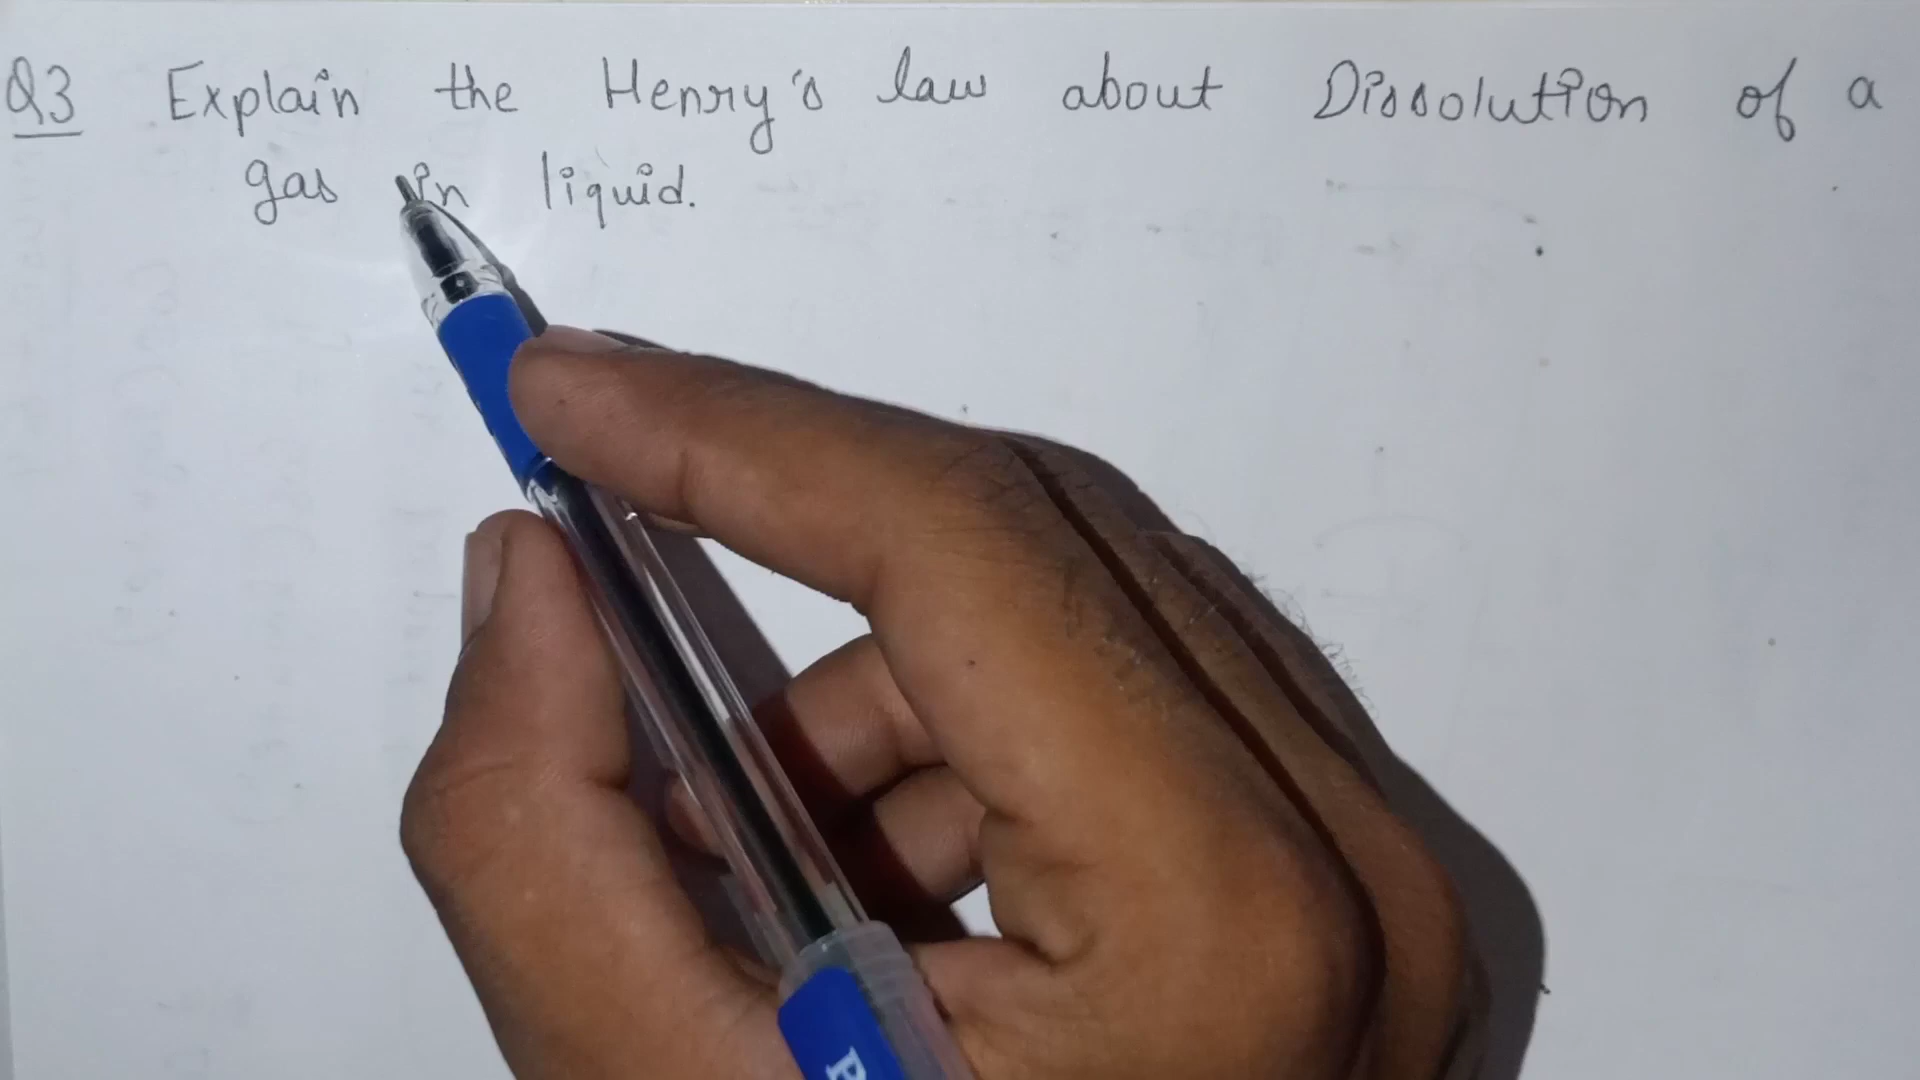 Q3 Explain the Henry's law about Dissolution of a
gas in liquid.
P